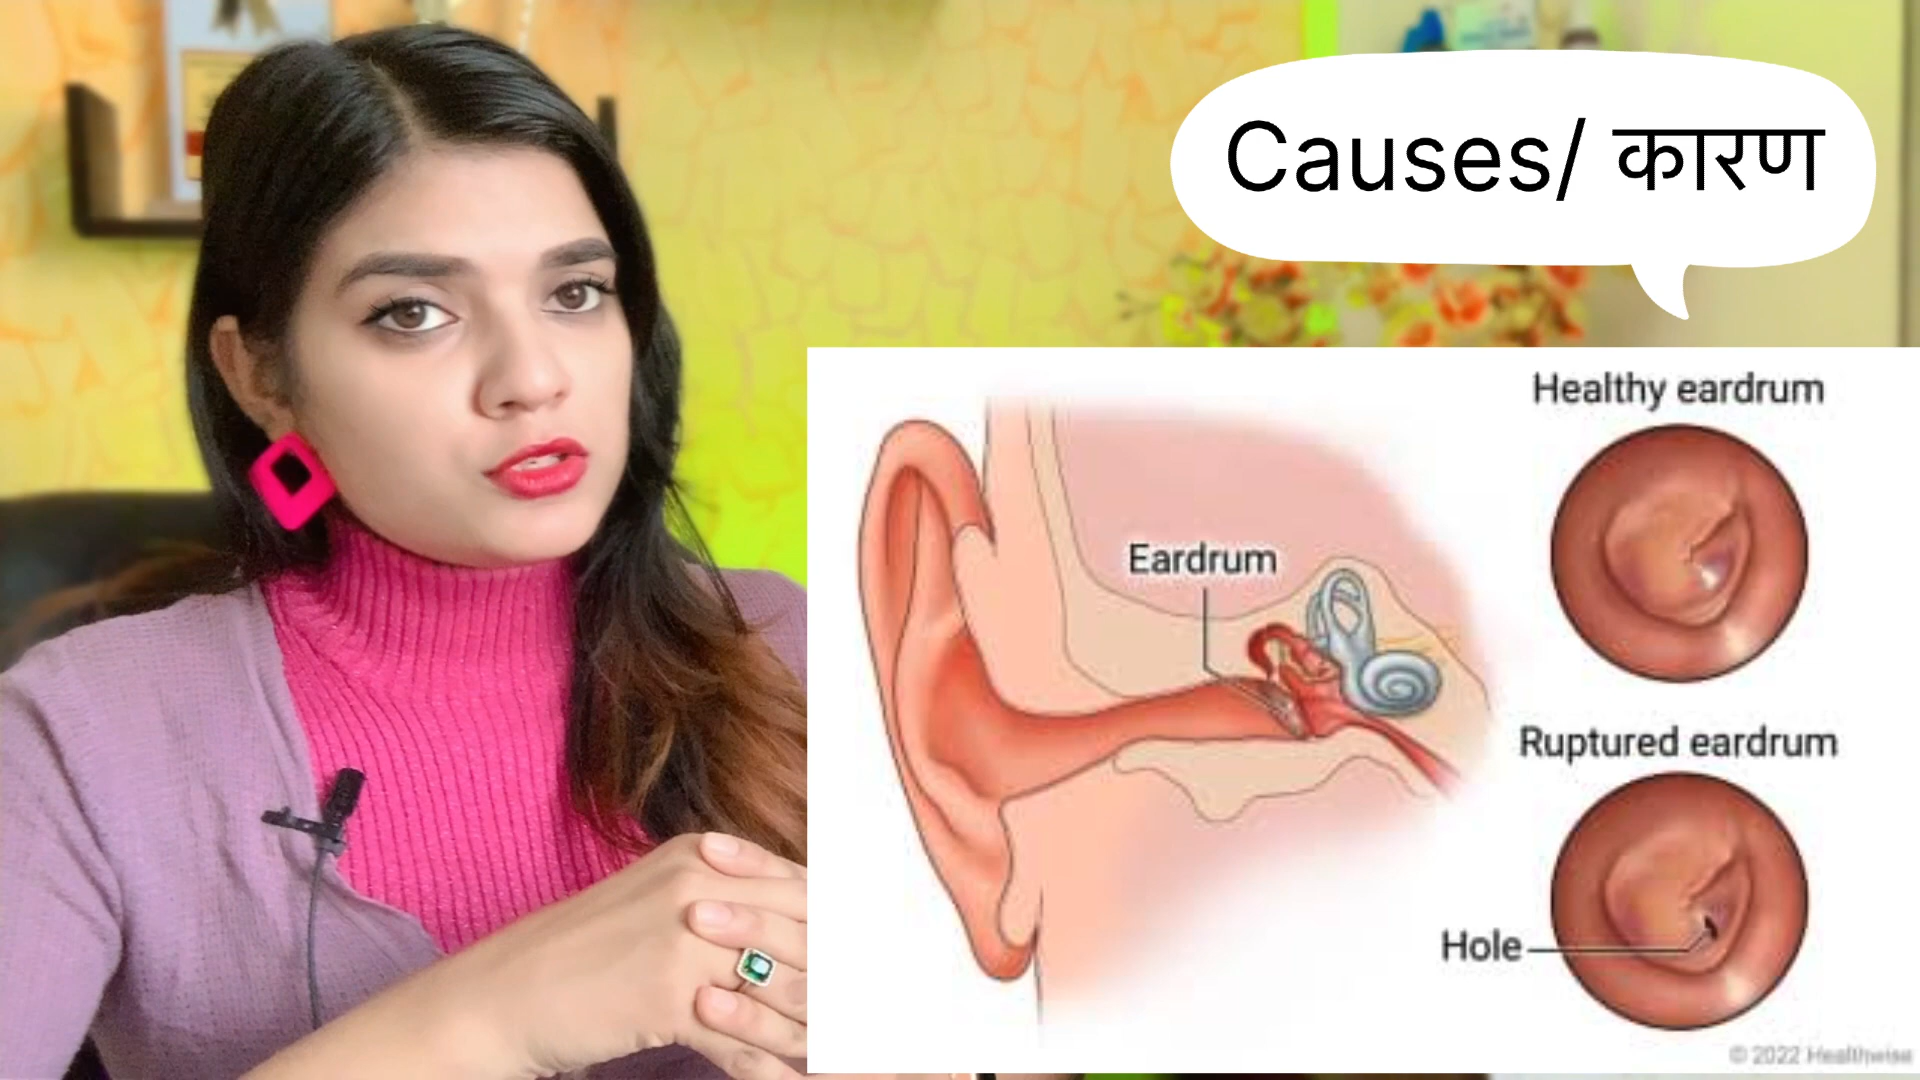 Causes/ कारण
Healthy eardrum
Eardrum
Ruptured eardrum
Hole
© 2022 Healthwise